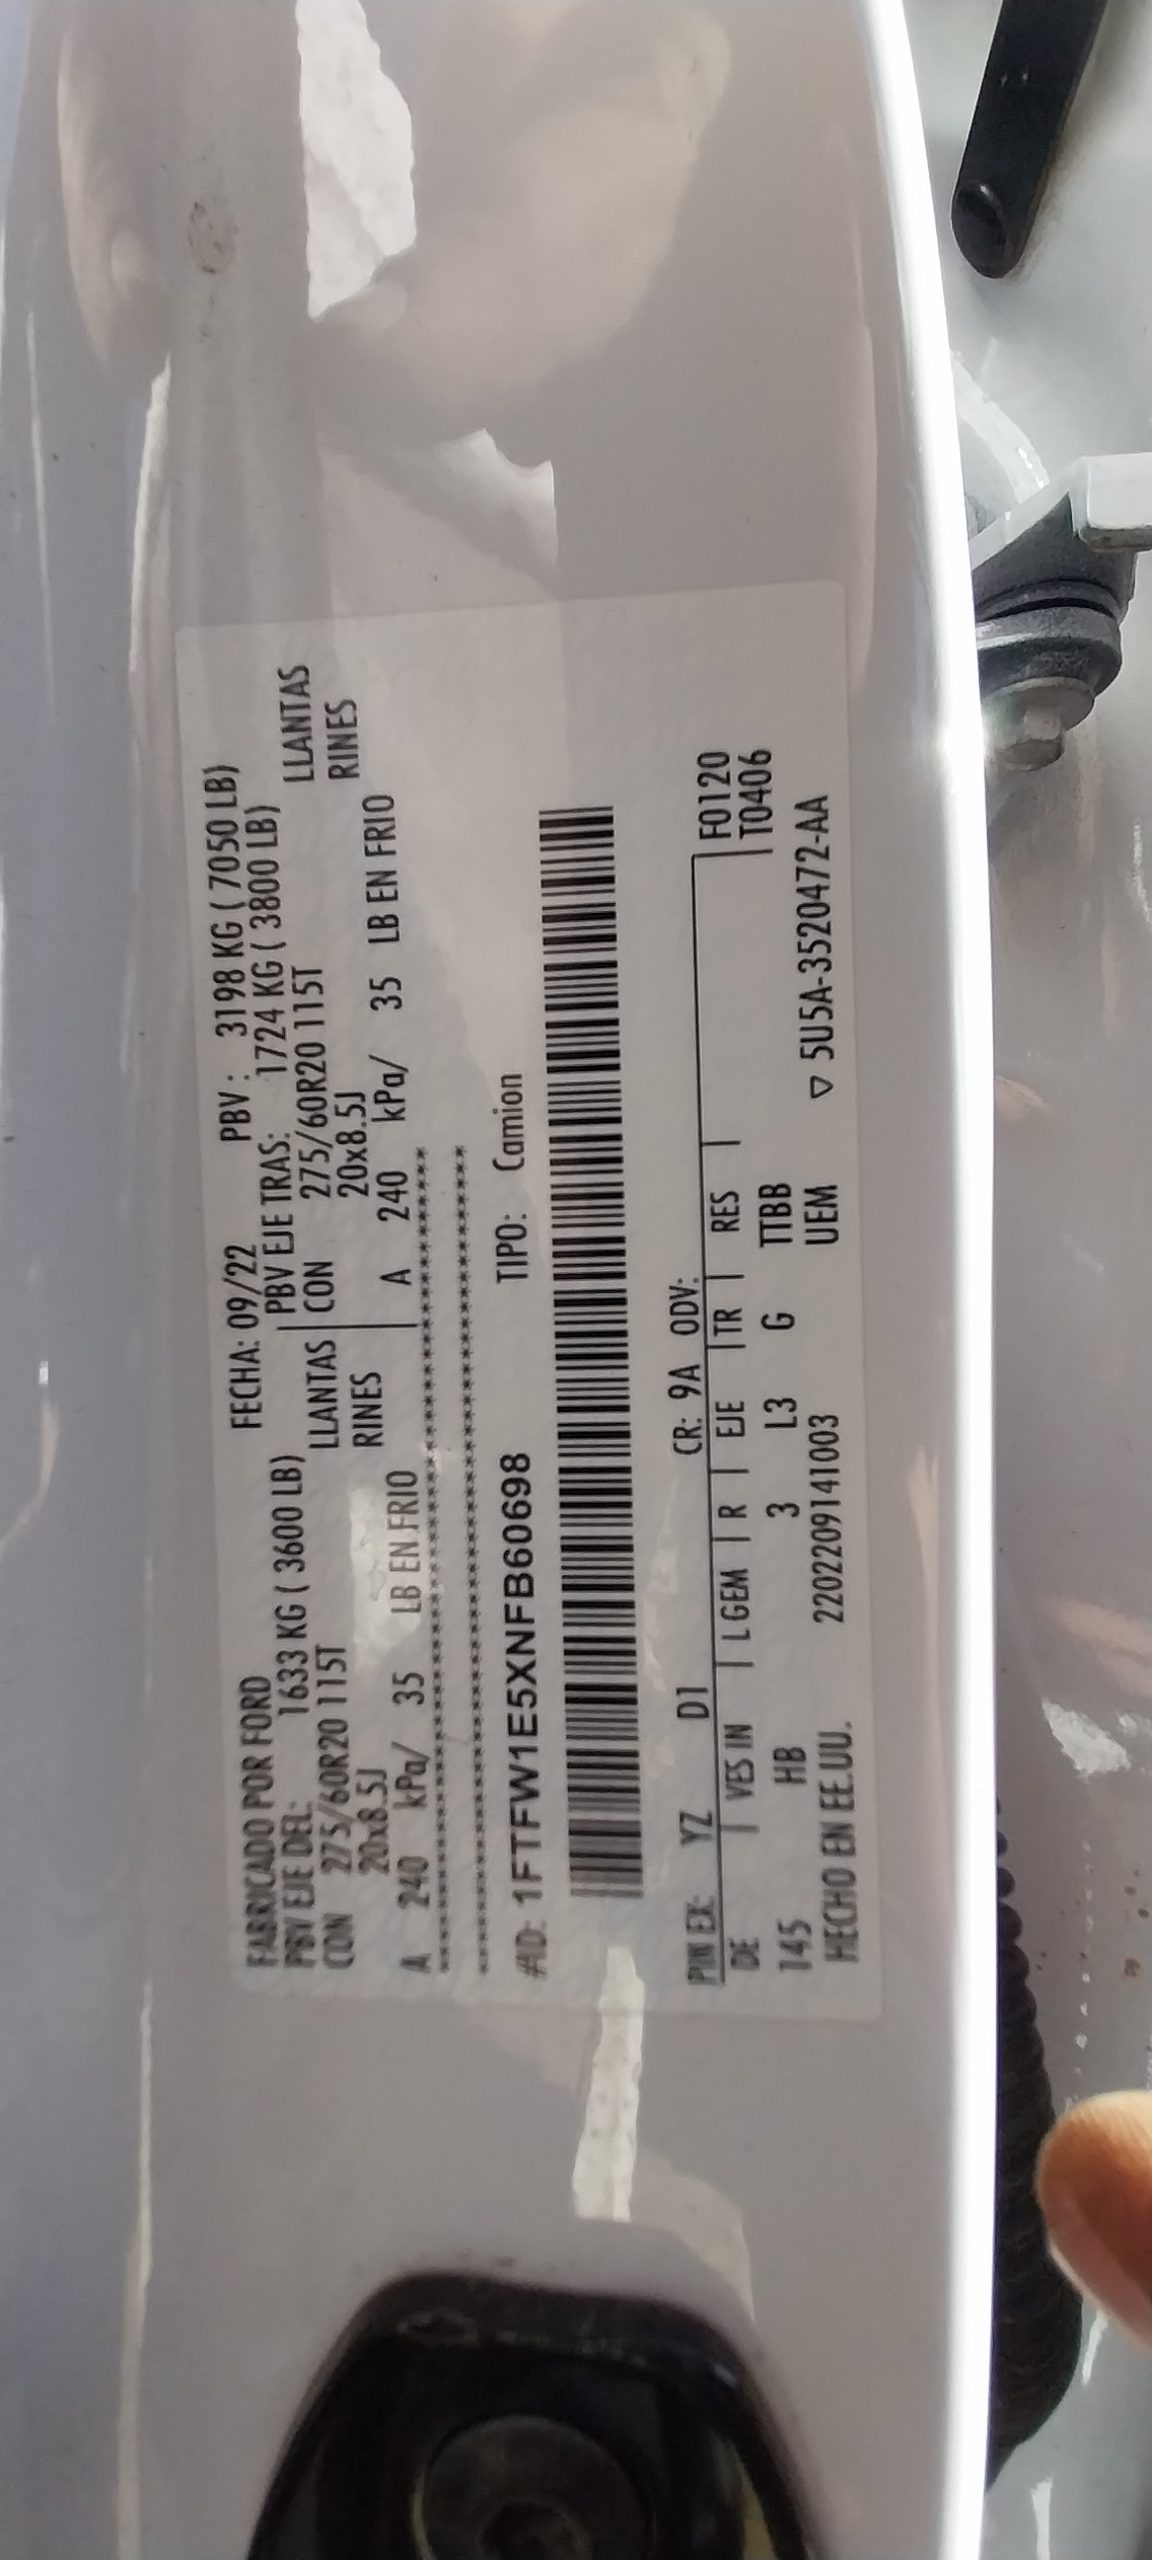 FABRICADO POR FORD FECHA: 09/22 PBV: 3198 KG ( 7050 LB)
PBV EJE DEL: 1633 KG ( 3600 LB) PBV EJE TRAS: 1724 KG ( 3800 LB)
CON 275/60R20 115T LLANTAS CON 275/60R20 115T LLANTAS
20x8.5J RINES 20x8.5J RINES
A 240 kPa/ 35 LB EN FRIO A 240 kPa/ 35 LB EN FRIO
#ID: 1FTFW1E5XNFB60698 TIPO: Camion
PIN EX: YZ D1 CR: 9A ODV: F0120
DE VES IN LGEM R EJE TR RES T0406
145 HB 3 L3 G TTBB
HECHO EN EE.UU. 2202209141003 UEM ▽ 5U5A-3520472-AA